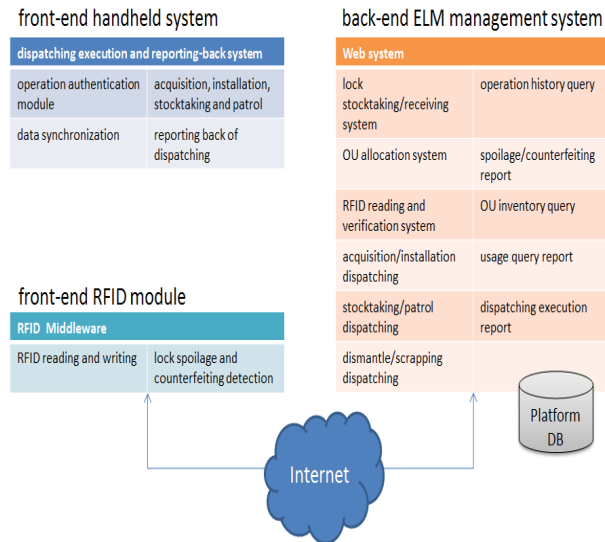 front-end handheld system
dispatching execution and reporting-back system
operation authentication
module
acquisition, installation,
stocktaking and patrol
data synchronization
reporting back of
dispatching
front-end RFID module
RFID Middleware
RFID reading and writing
lock spoilage and
counterfeiting detection
back-end ELM management system
Web system
lock
stocktaking/receiving
system
operation history query
OU allocation system
spoilage/counterfeiting
report
RFID reading and
verification system
OU inventory query
acquisition/installation
dispatching
usage query report
stocktaking/patrol
dispatching
dispatching execution
report
dismantle/scrapping
dispatching
Platform
DB
Internet